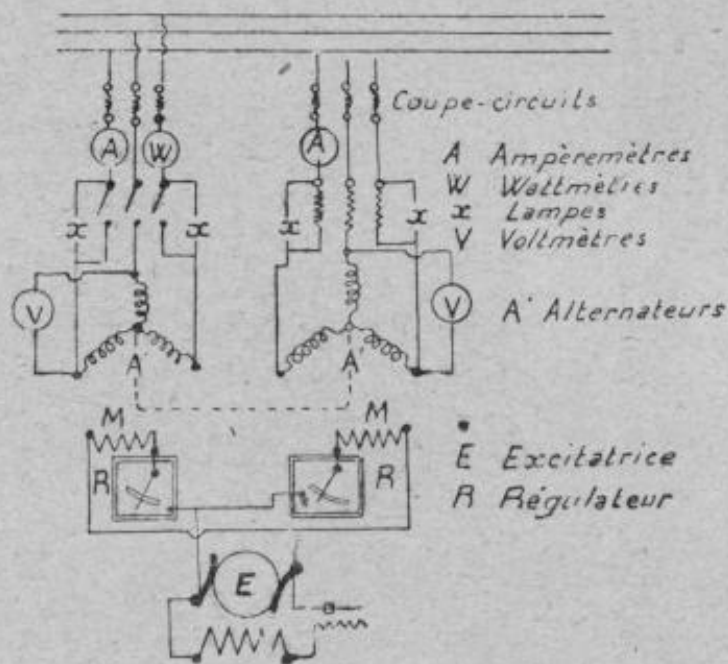 Coupe-circuits
A W A
A Ampèremètres
W Wattmètres
x Lampes
x x x x
V Voltmètres
V V
A' Alternateurs
A' A'
M M
E Excitatrice
R R
R Régulateur
E